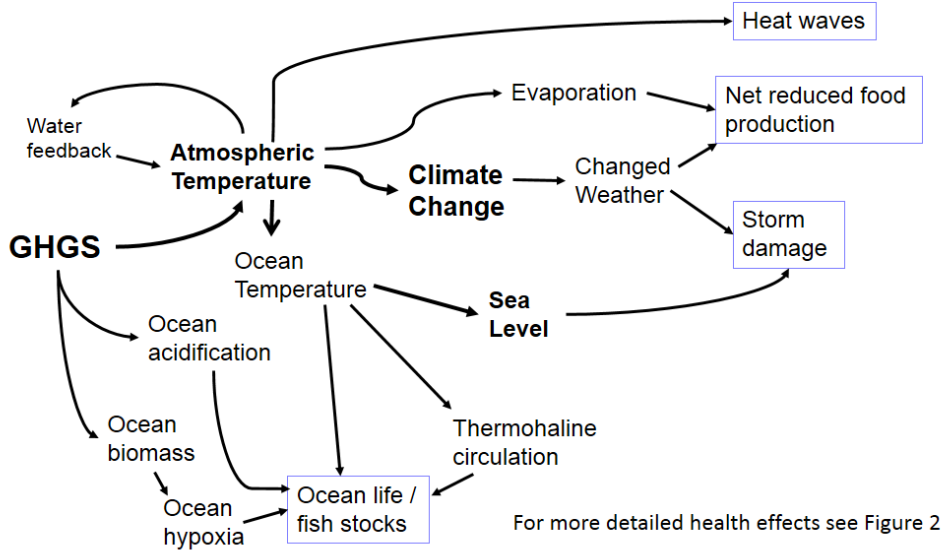 Heat waves
Evaporation
Net reduced food
production
Water
feedback
Atmospheric
Temperature
Climate
Change
Changed
Weather
Storm
damage
GHGS
Ocean
Temperature
Sea
Level
Ocean
acidification
Ocean
biomass
Thermohaline
circulation
Ocean
hypoxia
Ocean life /
fish stocks
For more detailed health effects see Figure 2